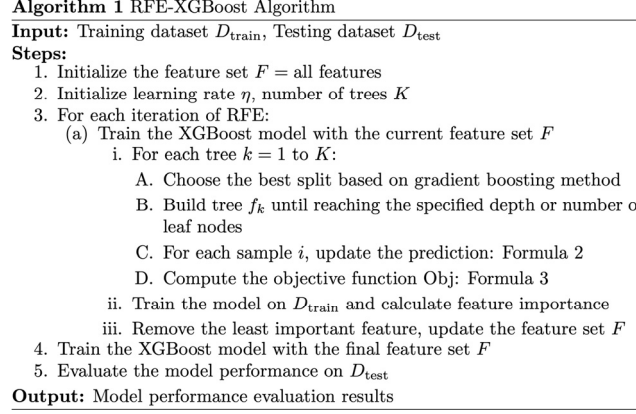 Algorithm 1 RFE-XGBoost Algorithm
Input: Training dataset D_train, Testing dataset D_test
Steps:
1. Initialize the feature set F = all features
2. Initialize learning rate η, number of trees K
3. For each iteration of RFE:
(a) Train the XGBoost model with the current feature set F
i. For each tree k = 1 to K:
A. Choose the best split based on gradient boosting method
B. Build tree f_k until reaching the specified depth or number o
leaf nodes
C. For each sample i, update the prediction: Formula 2
D. Compute the objective function Obj: Formula 3
ii. Train the model on D_train and calculate feature importance
iii. Remove the least important feature, update the feature set F
4. Train the XGBoost model with the final feature set F
5. Evaluate the model performance on D_test
Output: Model performance evaluation results